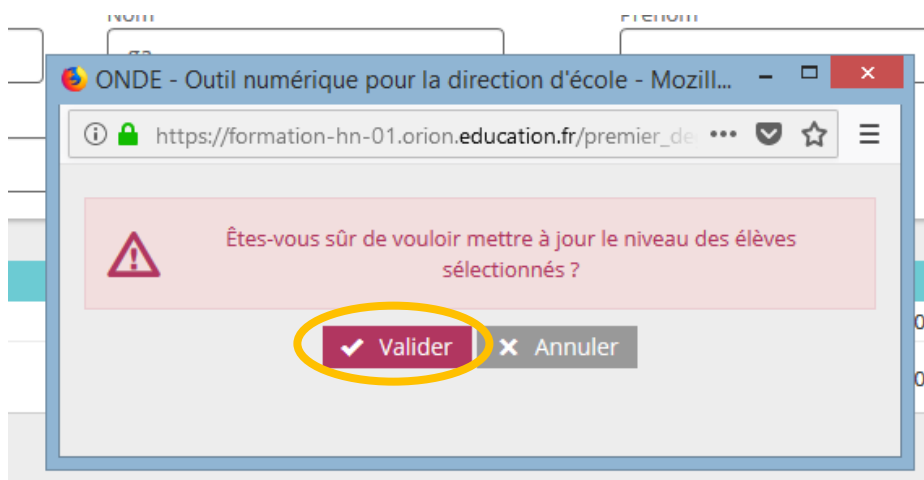 Nom
Prénom
ga
ONDE - Outil numérique pour la direction d'école - Mozill...
https://formation-hn-01.orion.education.fr/premier_de
Êtes-vous sûr de vouloir mettre à jour le niveau des élèves
sélectionnés ?
Valider
Annuler